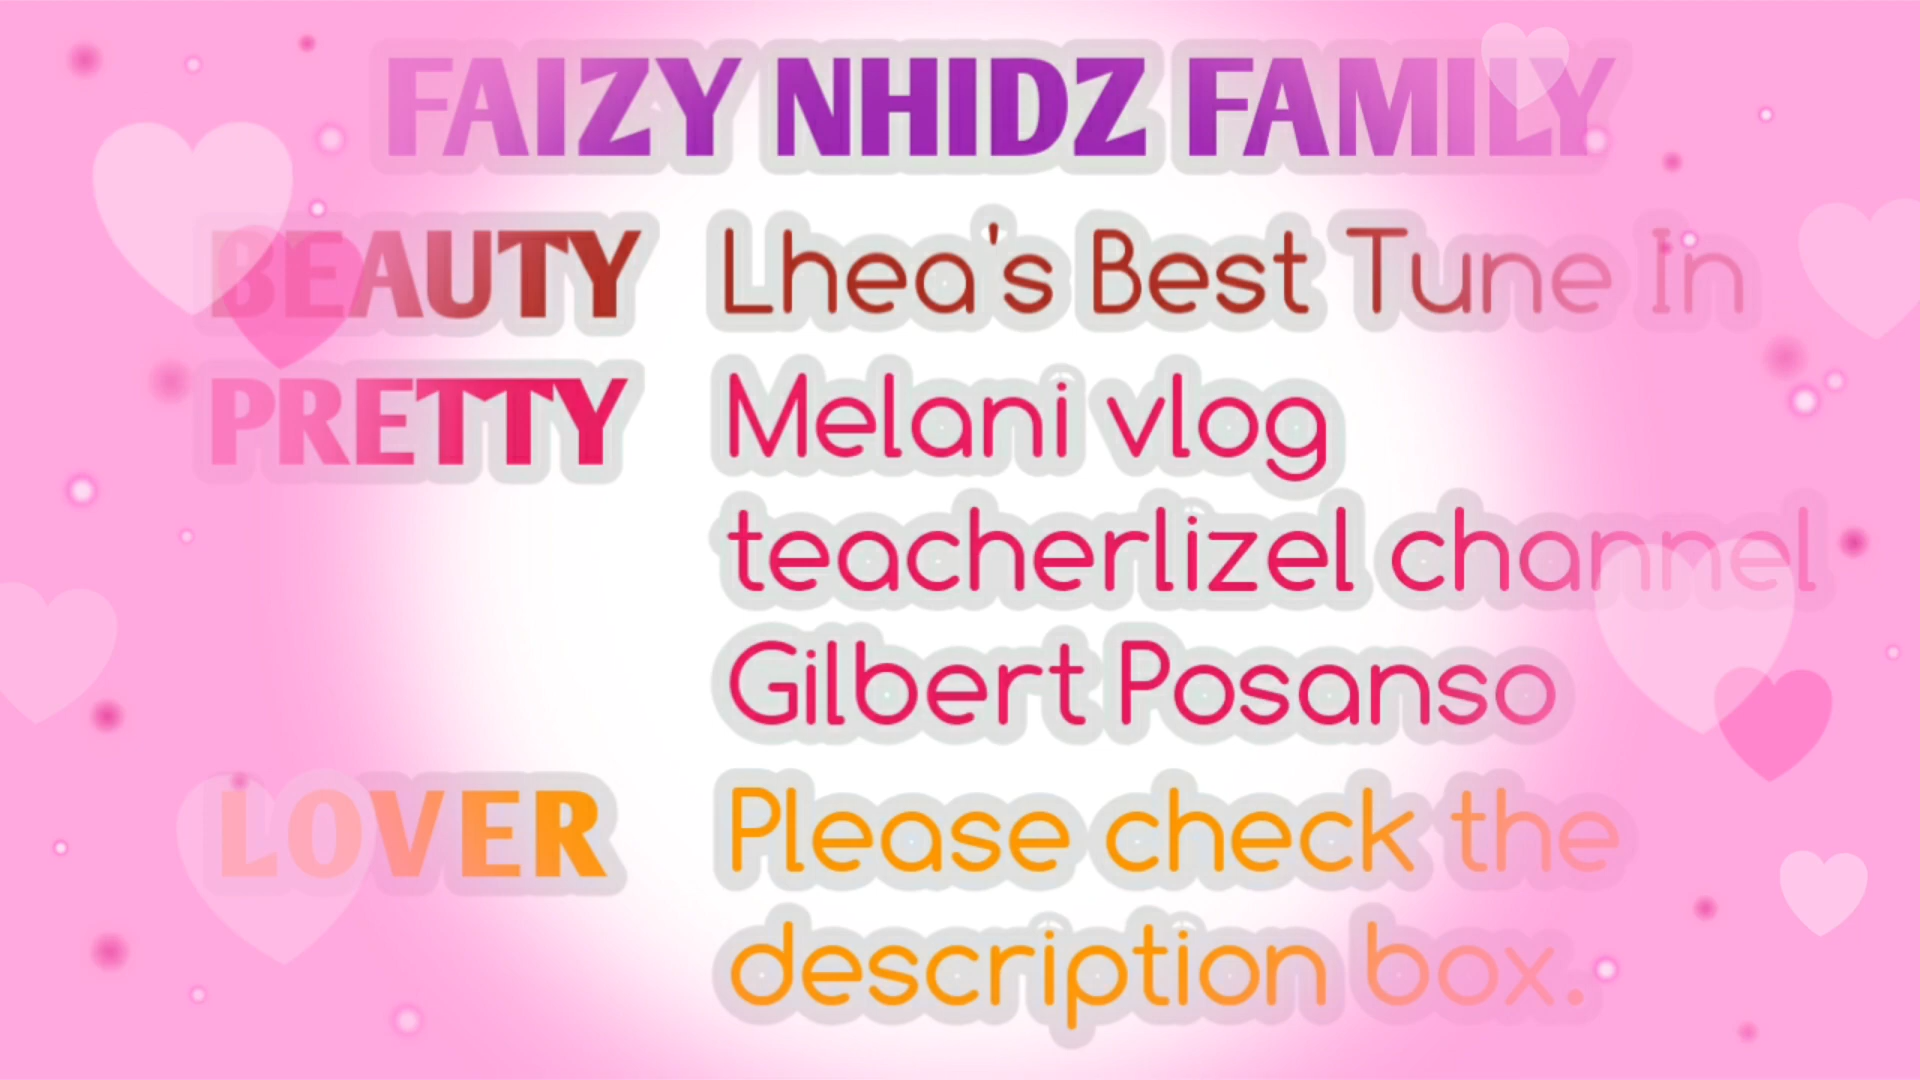 FAIZY NHIDZ FAMILY
BEAUTY Lhea's Best Tune In
PRETTY Melani vlog
teacherlizel channel
Gilbert Posanso
LOVER Please check the
description box.